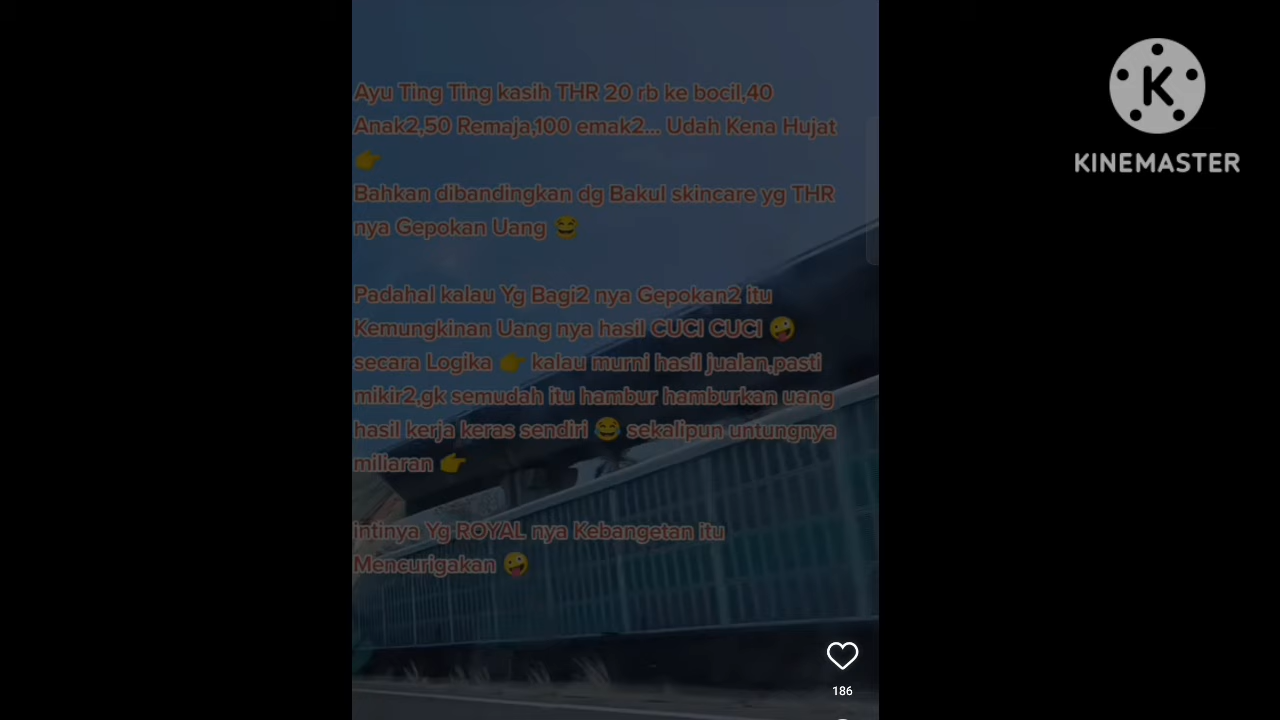 Ayu Ting Ting kasih THR 20 rb ke bocil,40
Anak2,50 Remaja,100 emak2... Udah Kena Hujat
👉
Bahkan dibandingkan dg Bakul skincare yg THR
nya Gepokan Uang 😅
Padahal kalau Yg Bagi2 nya Gepokan2 itu
Kemungkinan Uang nya hasil CUCI CUCI 🤪
secara Logika 👉 kalau murni hasil jualan,pasti
mikir2,gk semudah itu hambur hamburkan uang
hasil kerja keras sendiri 😂 sekalipun untungnya
miliaran 👉
intinya Yg ROYAL nya Kebangetan itu
Mencurigakan 🤪
186
K
KINEMASTER